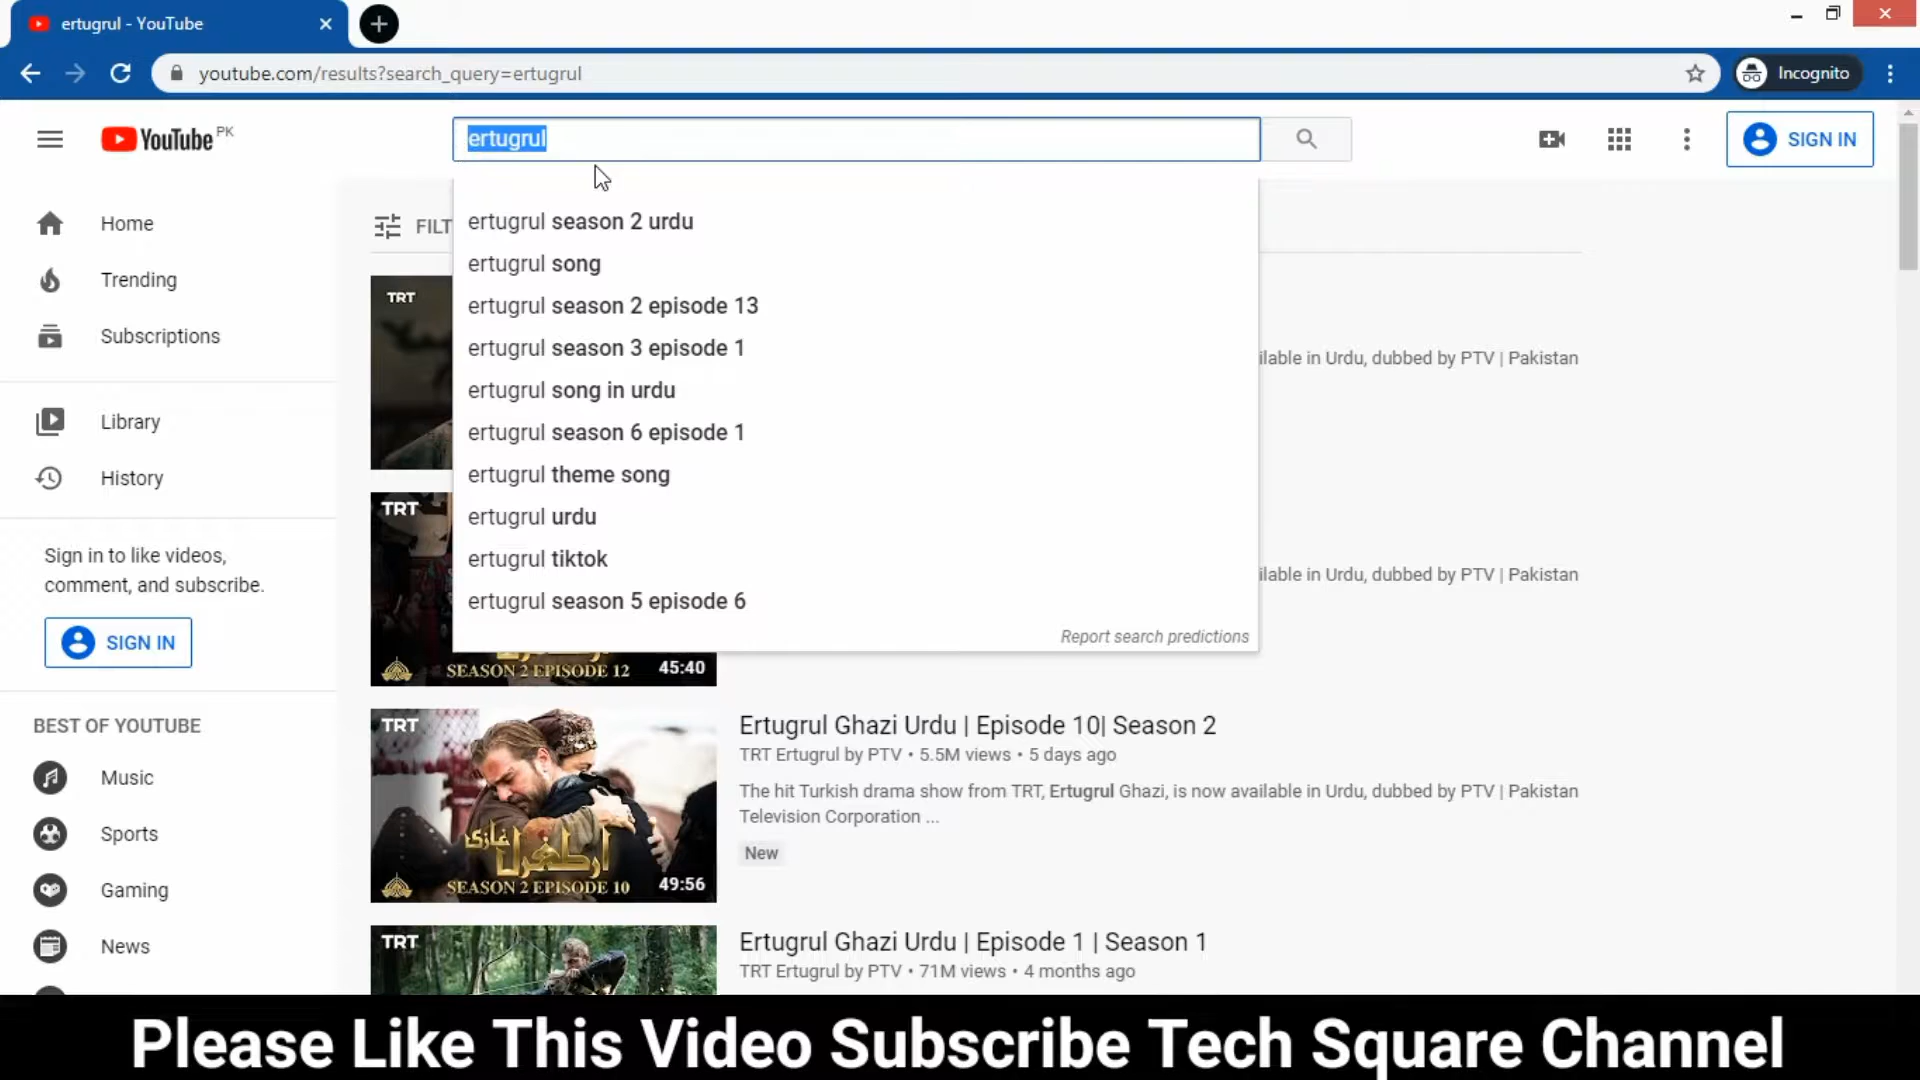 ertugrul - YouTube
youtube.com/results?search_query=ertugrul
Incognito
YouTube PK
ertugrul
SIGN IN
Home
Trending
Subscriptions
Library
History
Sign in to like videos,
comment, and subscribe.
SIGN IN
BEST OF YOUTUBE
Music
Sports
Gaming
News
FILT
ertugrul season 2 urdu
ertugrul song
ertugrul season 2 episode 13
ertugrul season 3 episode 1
ertugrul song in urdu
ertugrul season 6 episode 1
ertugrul theme song
ertugrul urdu
ertugrul tiktok
ertugrul season 5 episode 6
Report search predictions
TRT
ilable in Urdu, dubbed by PTV | Pakistan
TRT
SEASON 2 EPISODE 12
45:40
ilable in Urdu, dubbed by PTV | Pakistan
TRT
ارطغرل غازی
SEASON 2 EPISODE 10
49:56
Ertugrul Ghazi Urdu | Episode 10| Season 2
TRT Ertugrul by PTV • 5.5M views • 5 days ago
The hit Turkish drama show from TRT, Ertugrul Ghazi, is now available in Urdu, dubbed by PTV | Pakistan
Television Corporation ...
New
TRT
Ertugrul Ghazi Urdu | Episode 1 | Season 1
TRT Ertugrul by PTV • 71M views • 4 months ago
Please Like This Video Subscribe Tech Square Channel